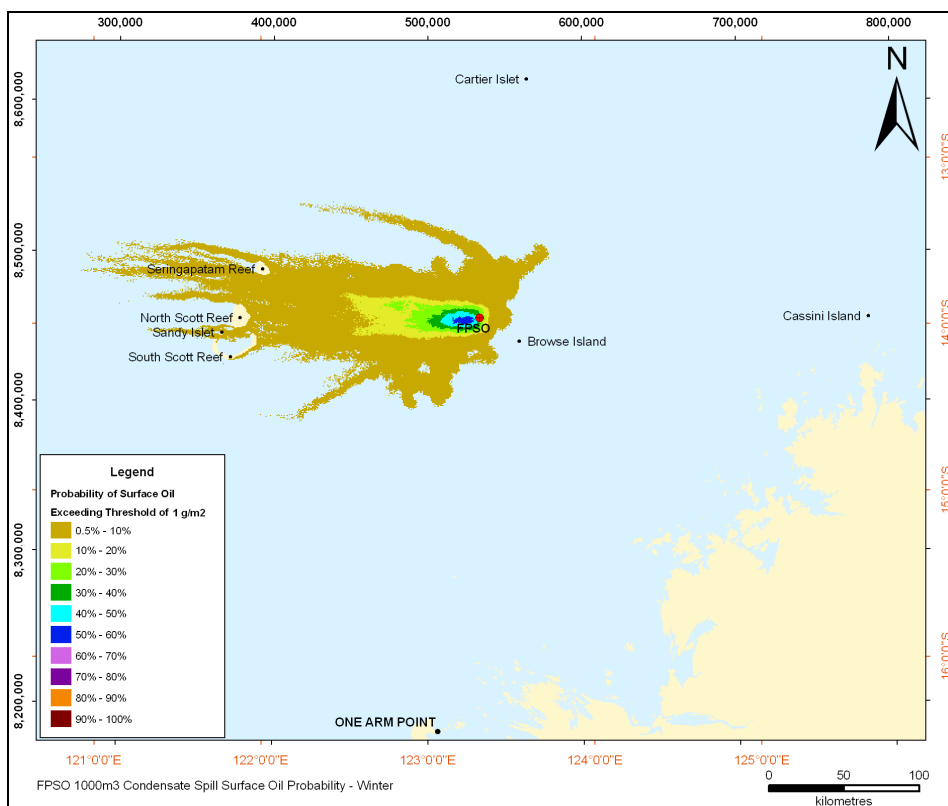 300,000 400,000 500,000 600,000 700,000 800,000
8,600,000
8,500,000
8,400,000
8,300,000
8,200,000
N
13°0'0"S
14°0'0"S
15°0'0"S
16°0'0"S
Cartier Islet
Seringapatam Reef
North Scott Reef
Sandy Islet
South Scott Reef
FPSO
Browse Island
Cassini Island
Legend
Probability of Surface Oil
Exceeding Threshold of 1 g/m2
0.5% - 10%
10% - 20%
20% - 30%
30% - 40%
40% - 50%
50% - 60%
60% - 70%
70% - 80%
80% - 90%
90% - 100%
ONE ARM POINT
121°0'0"E 122°0'0"E 123°0'0"E 124°0'0"E 125°0'0"E
FPSO 1000m3 Condensate Spill Surface Oil Probability - Winter
0 50 100
kilometres